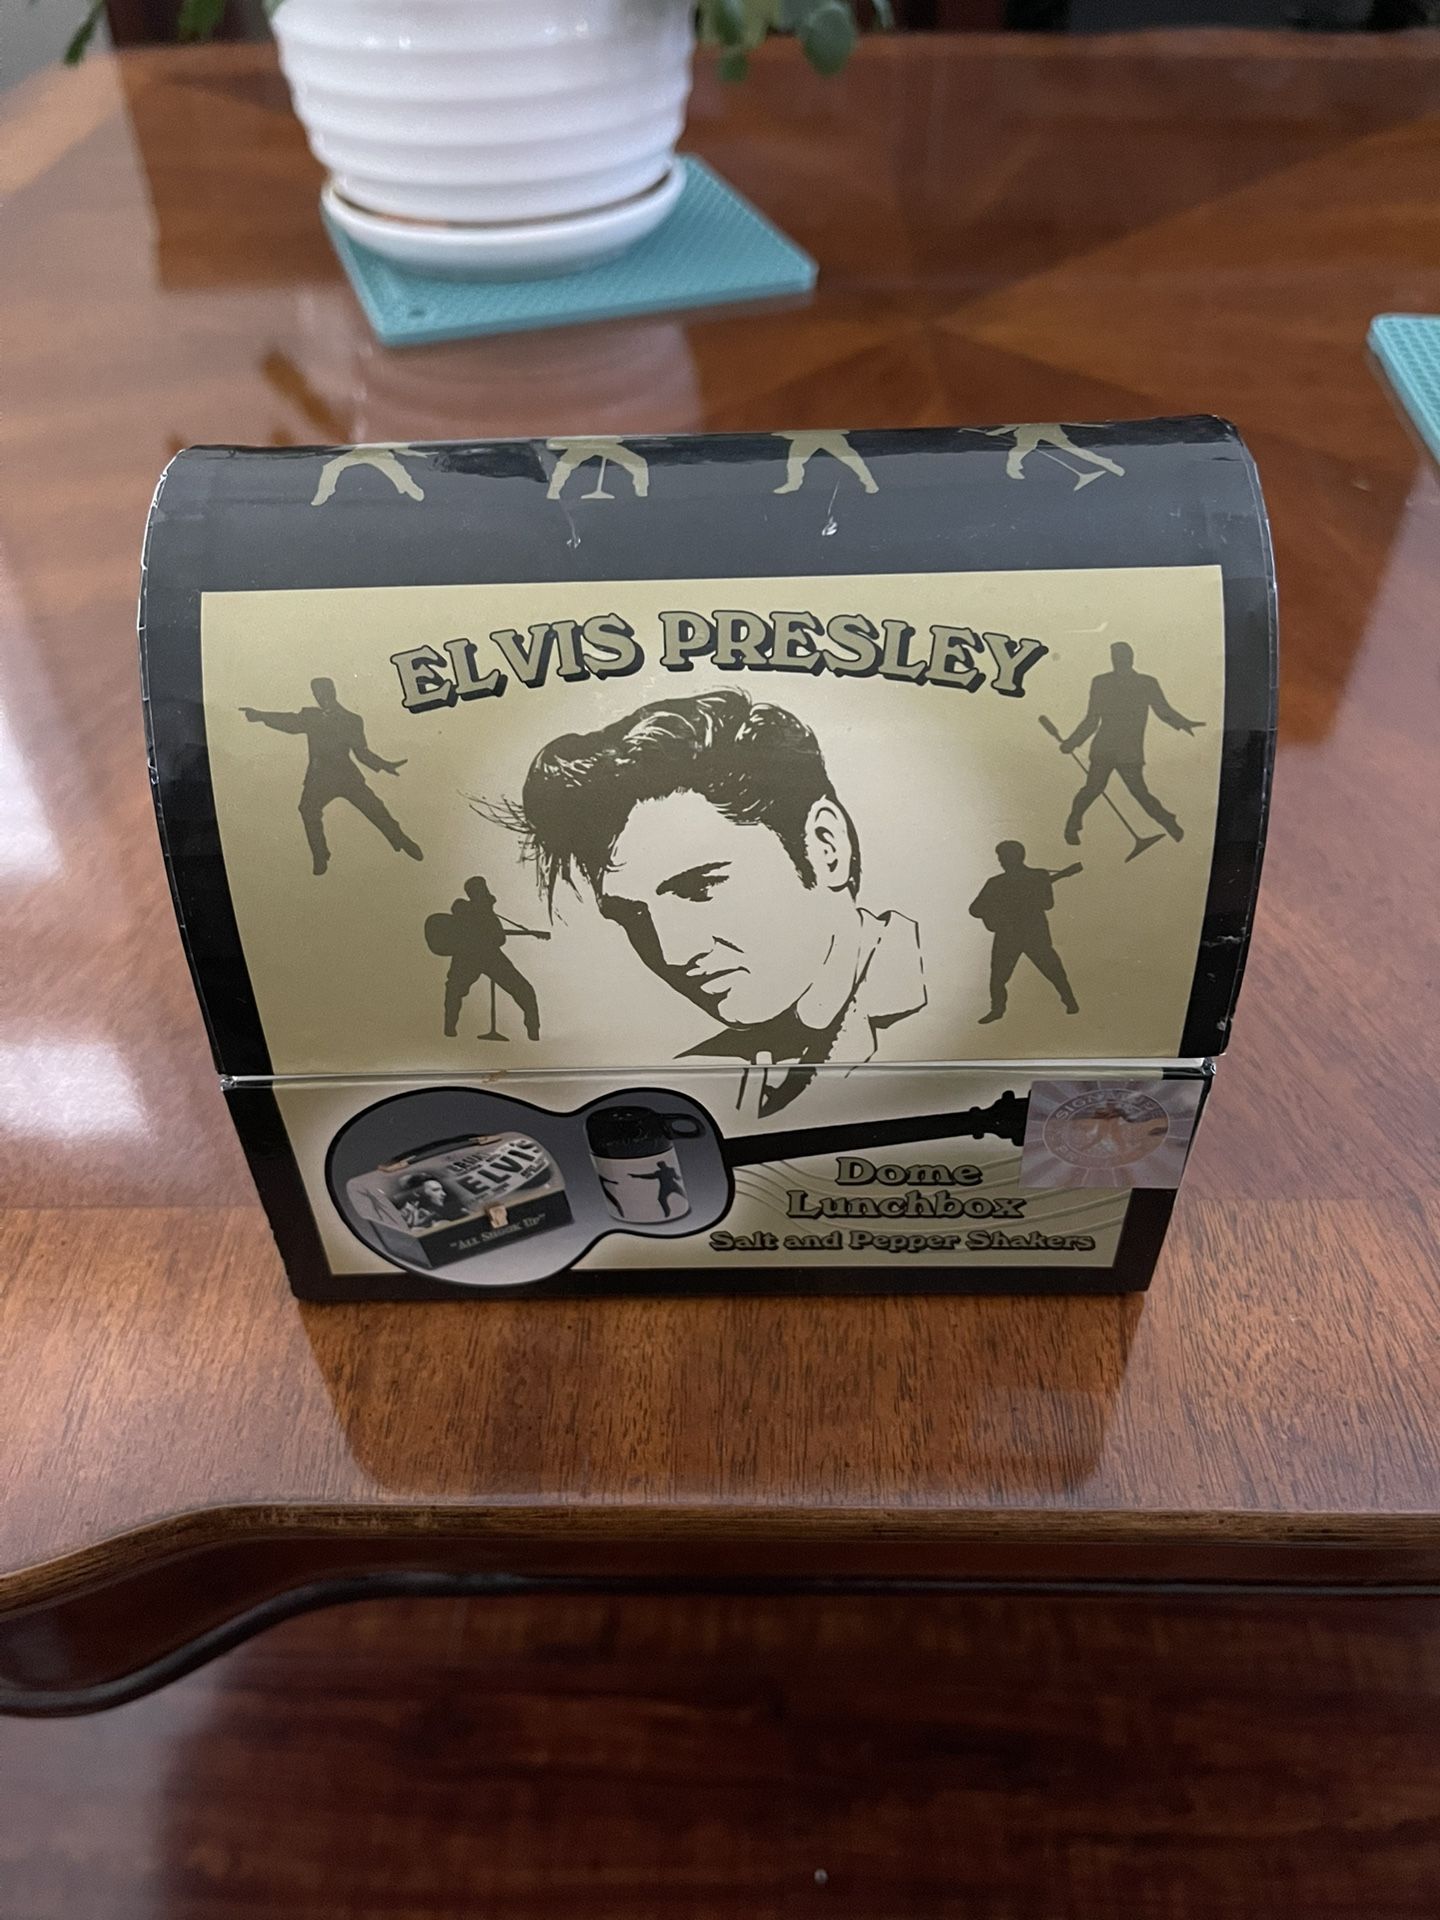 ELVIS PRESLEY
ELVIS
"ALL SHOOK UP"
Dome
Lunchbox
Salt and Pepper Shakers